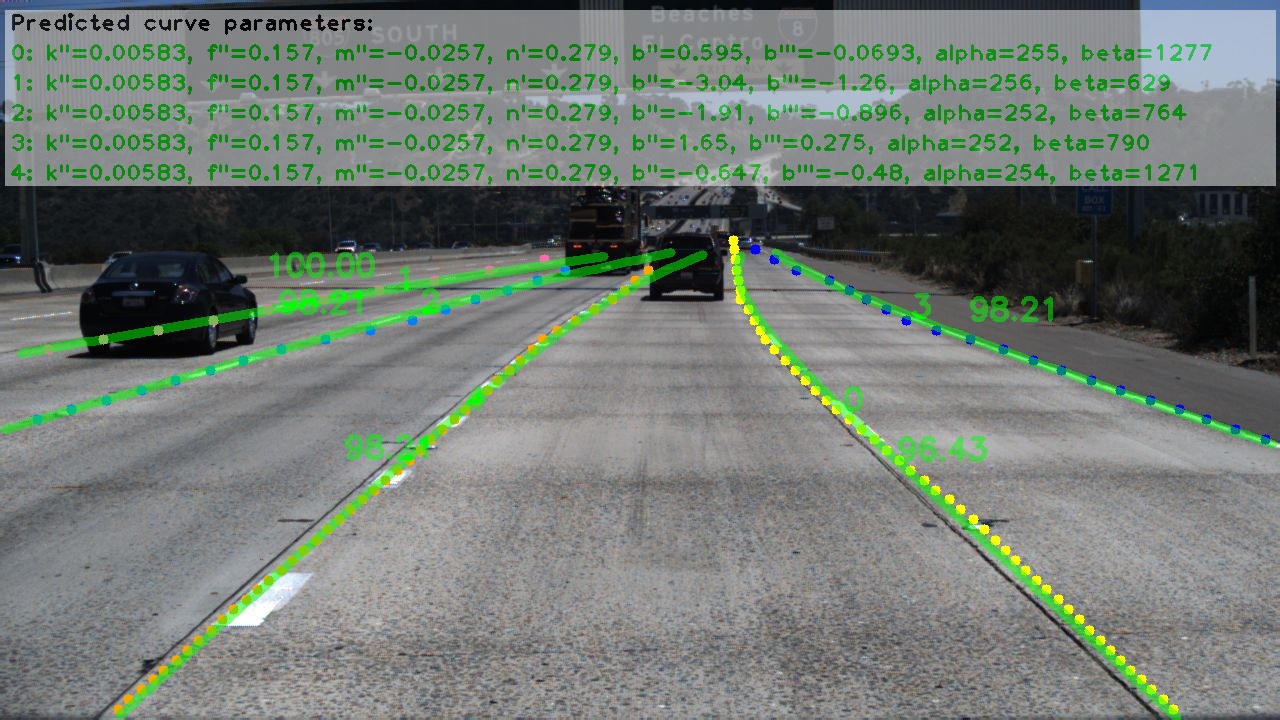 Predicted curve parameters:
0: k''=0.00583, f''=0.157, m''=-0.0257, n'=0.279, b''=0.595, b'''=-0.0693, alpha=255, beta=1277
1: k''=0.00583, f''=0.157, m''=-0.0257, n'=0.279, b''=-3.04, b'''=-1.26, alpha=256, beta=629
2: k''=0.00583, f''=0.157, m''=-0.0257, n'=0.279, b''=-1.91, b'''=-0.896, alpha=252, beta=764
3: k''=0.00583, f''=0.157, m''=-0.0257, n'=0.279, b''=1.65, b'''=0.275, alpha=252, beta=790
4: k''=0.00583, f''=0.157, m''=-0.0257, n'=0.279, b''=-0.647, b'''=-0.48, alpha=254, beta=1271
805 SOUTH
Beaches
El Centro
8
CALL
BOX
100.00 1
98.21 2
3 98.21
0
98.21
96.43